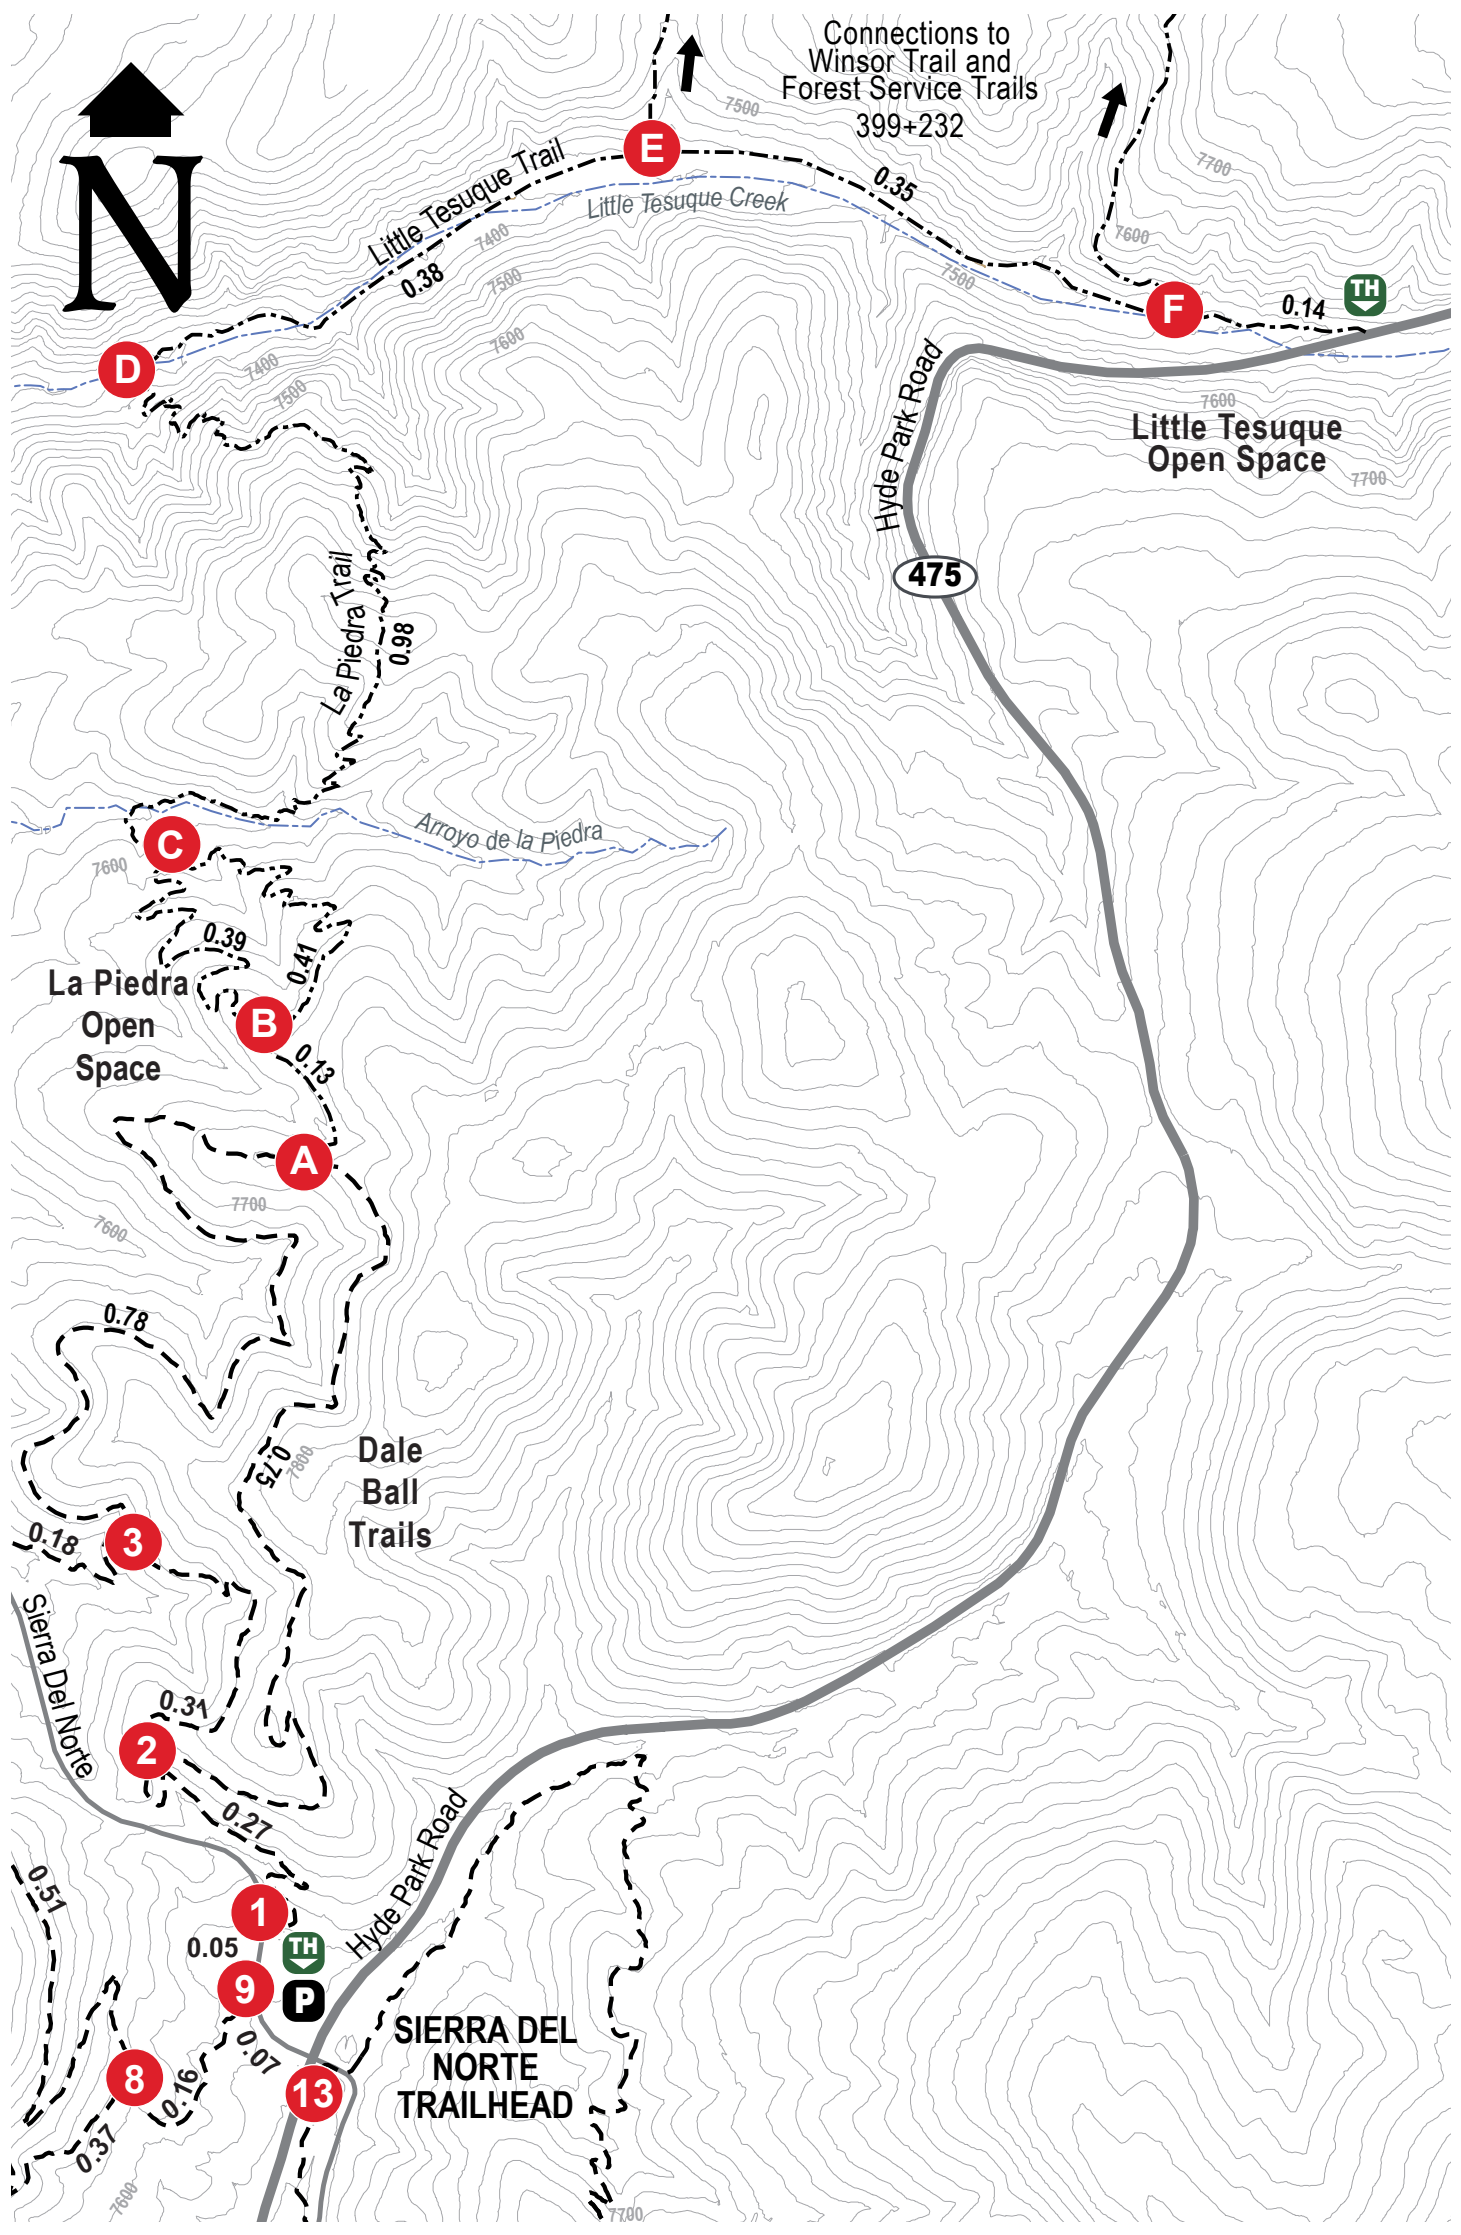 Connections to
Winsor Trail and
Forest Service Trails
399+232
N
7500
E
Little Tesuque Trail
Little Tesuque Creek
0.35
7700
7600
7400
0.38
7500
7500
TH
F
0.14
7600
D
7400
7500
Hyde Park Road
7600
Little Tesuque
Open Space
7700
475
La Piedra Trail
0.98
Arroyo de la Piedra
C
7600
0.39
0.41
La Piedra
Open
Space
B
0.13
A
7700
7600
0.78
0.75
7800
Dale
Ball
Trails
0.18
3
Sierra Del Norte
0.31
2
0.27
Hyde Park Road
0.51
1
0.05
TH
9
P
0.07
SIERRA DEL
NORTE
TRAILHEAD
8
0.16
13
0.37
7600
7700